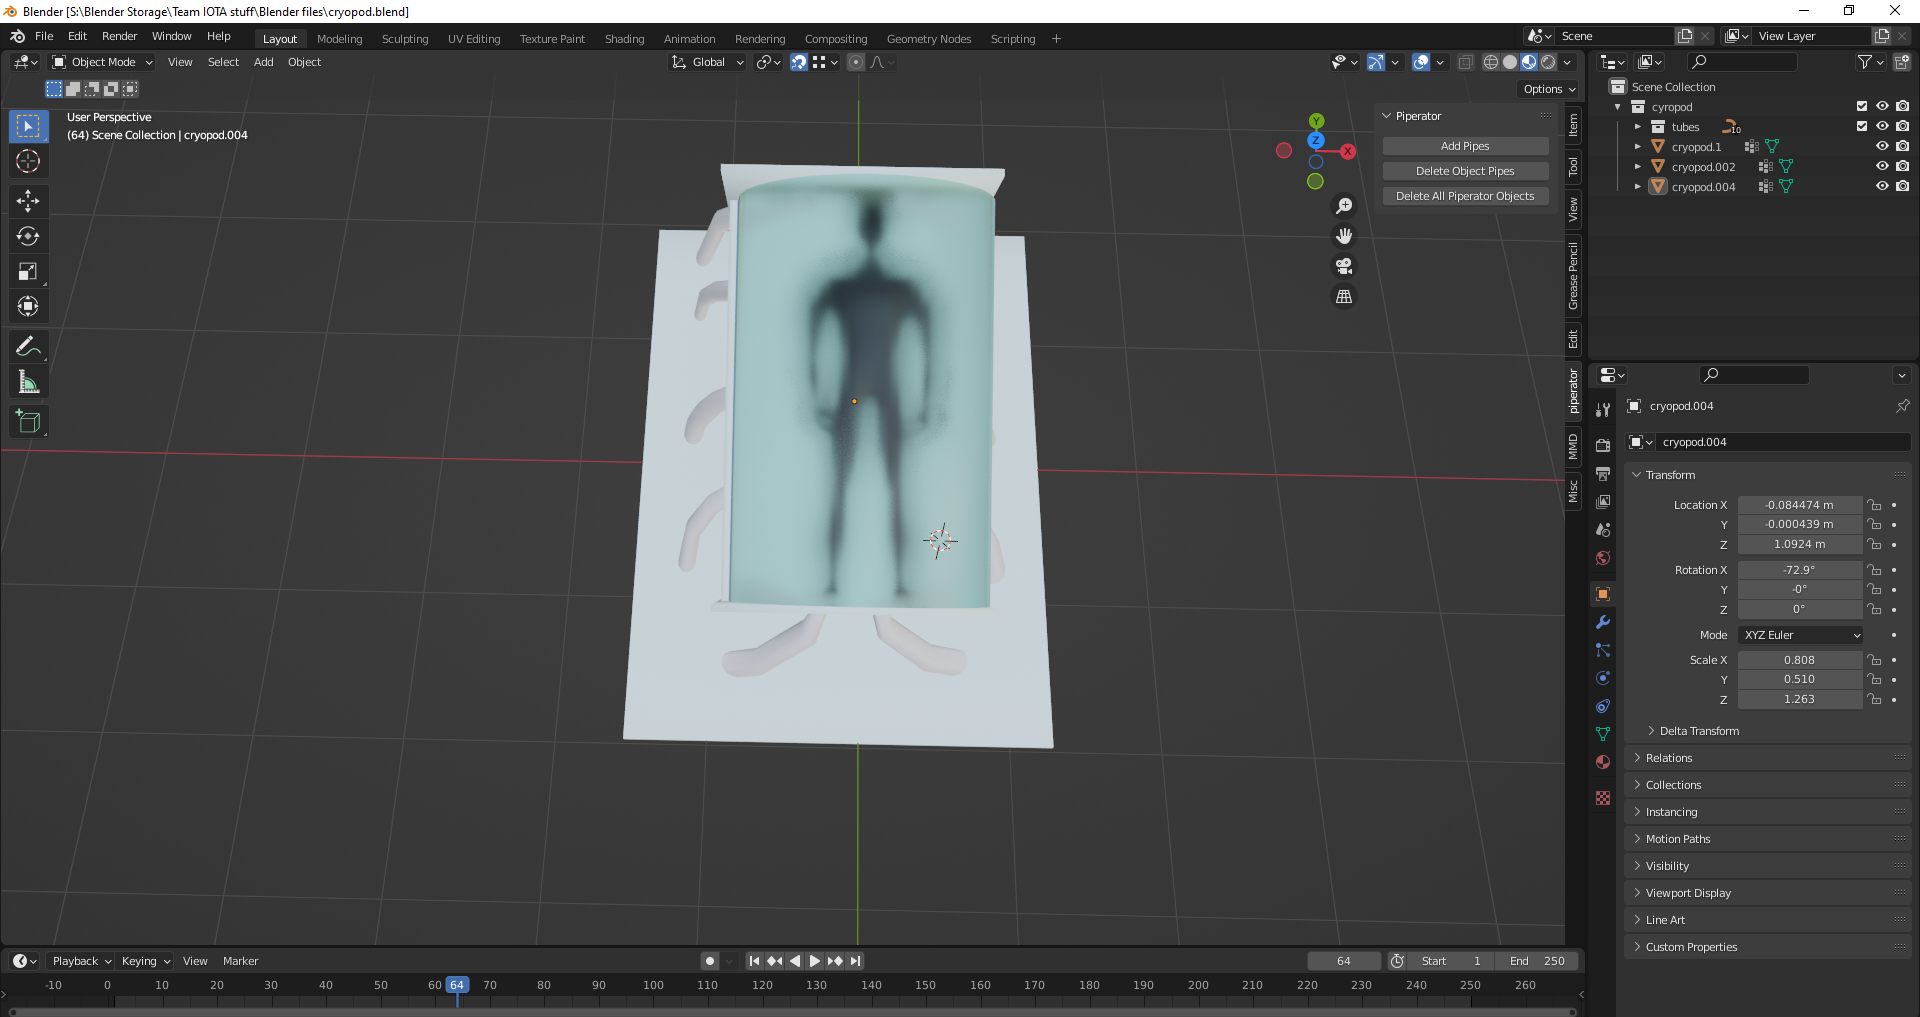 Blender [S:\Blender Storage\Team IOTA stuff\Blender files\cryopod.blend]
File Edit Render Window Help Layout Modeling Sculpting UV Editing Texture Paint Shading Animation Rendering Compositing Geometry Nodes Scripting + Scene View Layer
Object Mode View Select Add Object Global
Options
User Perspective
(64) Scene Collection | cryopod.004
Y
Z
X
Piperator
Add Pipes
Delete Object Pipes
Delete All Piperator Objects
Item
Tool
View
Grease Pencil
Edit
piperator
MMD
Misc
Scene Collection
cyropod
tubes 10
cryopod.1
cryopod.002
cryopod.004
cryopod.004
cryopod.004
Transform
Location X -0.084474 m
Y -0.000439 m
Z 1.0924 m
Rotation X -72.9°
Y -0°
Z 0°
Mode XYZ Euler
Scale X 0.808
Y 0.510
Z 1.263
Delta Transform
Relations
Collections
Instancing
Motion Paths
Visibility
Viewport Display
Line Art
Custom Properties
Playback Keying View Marker 64 Start 1 End 250
-10 0 10 20 30 40 50 60 64 70 80 90 100 110 120 130 140 150 160 170 180 190 200 210 220 230 240 250 260